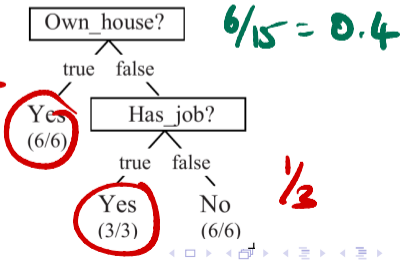 Own_house?
6/15 = 0.4
true false
Yes
(6/6)
Has_job?
true false
Yes No
(3/3) (6/6)
1/3